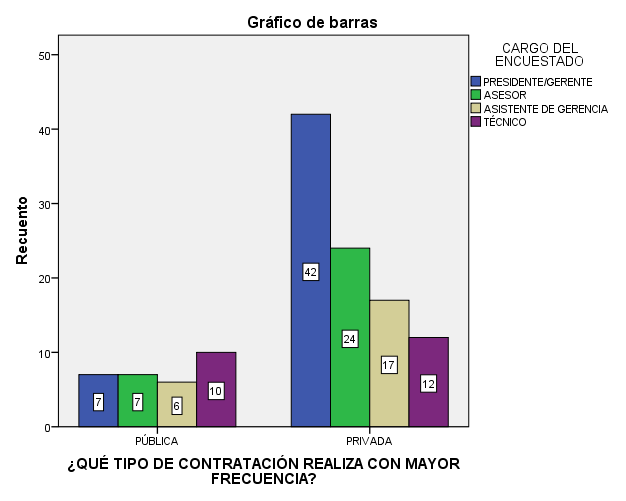 Gráfico de barras
CARGO DEL
ENCUESTADO
PRESIDENTE/GERENTE
ASESOR
ASISTENTE DE GERENCIA
TÉCNICO
Recuento
50
40
30
20
10
0
7
7
6
10
42
24
17
12
PÚBLICA
PRIVADA
¿QUÉ TIPO DE CONTRATACIÓN REALIZA CON MAYOR
FRECUENCIA?